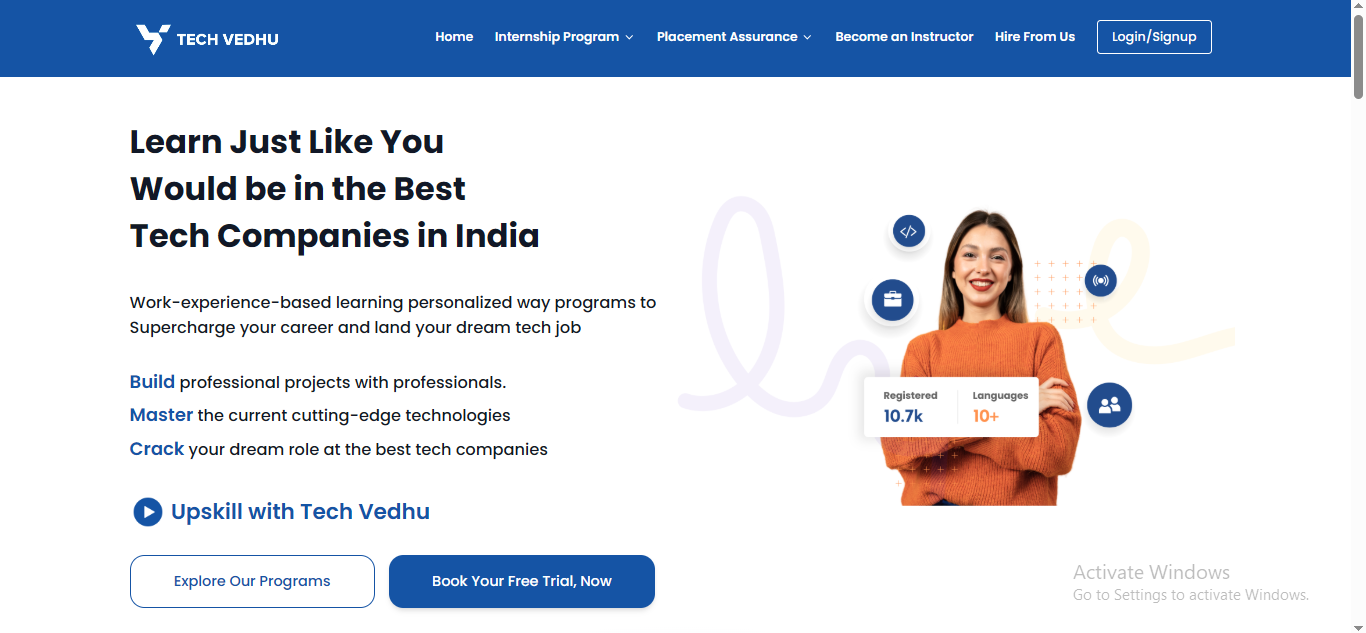 TECH VEDHU
Home
Internship Program
Placement Assurance
Become an Instructor
Hire From Us
Login/Signup
Learn Just Like You
Would be in the Best
Tech Companies in India
Work-experience-based learning personalized way programs to
Supercharge your career and land your dream tech job
Build professional projects with professionals.
Master the current cutting-edge technologies
Crack your dream role at the best tech companies
Upskill with Tech Vedhu
Explore Our Programs
Book Your Free Trial, Now
Registered
10.7k
Languages
10+
Activate Windows
Go to Settings to activate Windows.